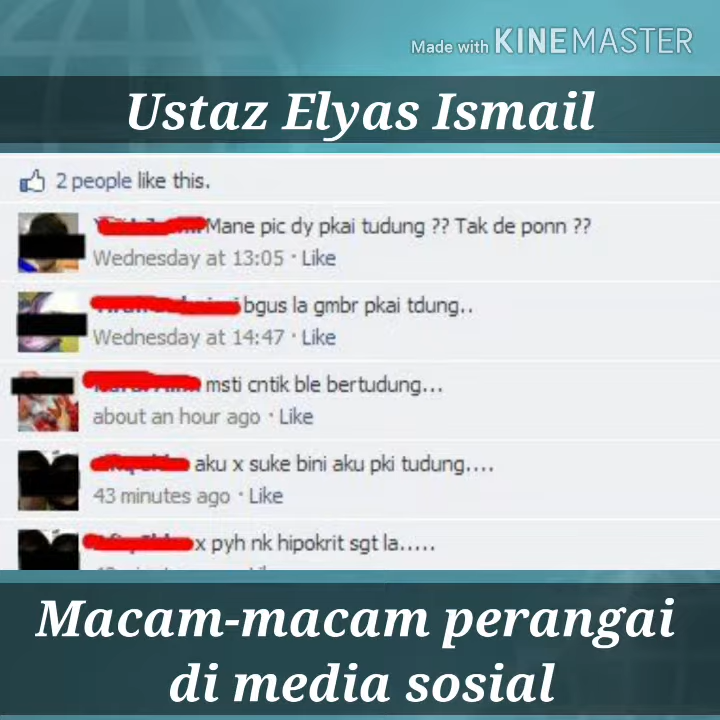 Made with KINEMASTER
Ustaz Elyas Ismail
2 people like this.
Mane pic dy pkai tudung ?? Tak de ponn ??
Wednesday at 13:05 · Like
bgus la gmbr pkai tdung..
Wednesday at 14:47 · Like
msti cntik ble bertudung...
about an hour ago · Like
aku x suke bini aku pki tudung....
43 minutes ago · Like
x pyh nk hipokrit sgt la.....
Macam-macam perangai
di media sosial